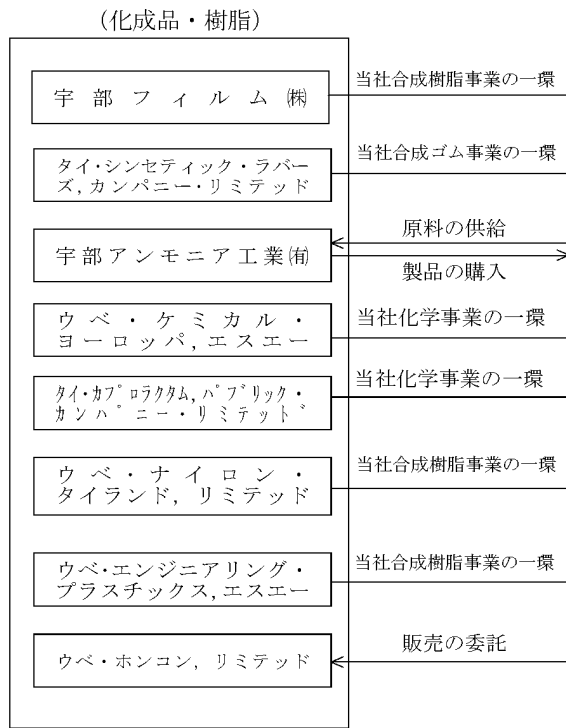 (化成品・樹脂)
宇部フィルム㈱
当社合成樹脂事業の一環
タイ・シンセティック・ラバー
ズ,カンパニー・リミテッド
当社合成ゴム事業の一環
宇部アンモニア工業㈲
原料の供給
製品の購入
ウベ・ケミカル・
ヨーロッパ,エスエー
当社化学事業の一環
タイ・カプロラクタム,パブリック・
カンパニー・リミテッド
当社化学事業の一環
ウベ・ナイロン・
タイランド,リミテッド
当社合成樹脂事業の一環
ウベ・エンジニアリング・
プラスチックス,エスエー
当社合成樹脂事業の一環
ウベ・ホンコン,リミテッド
販売の委託